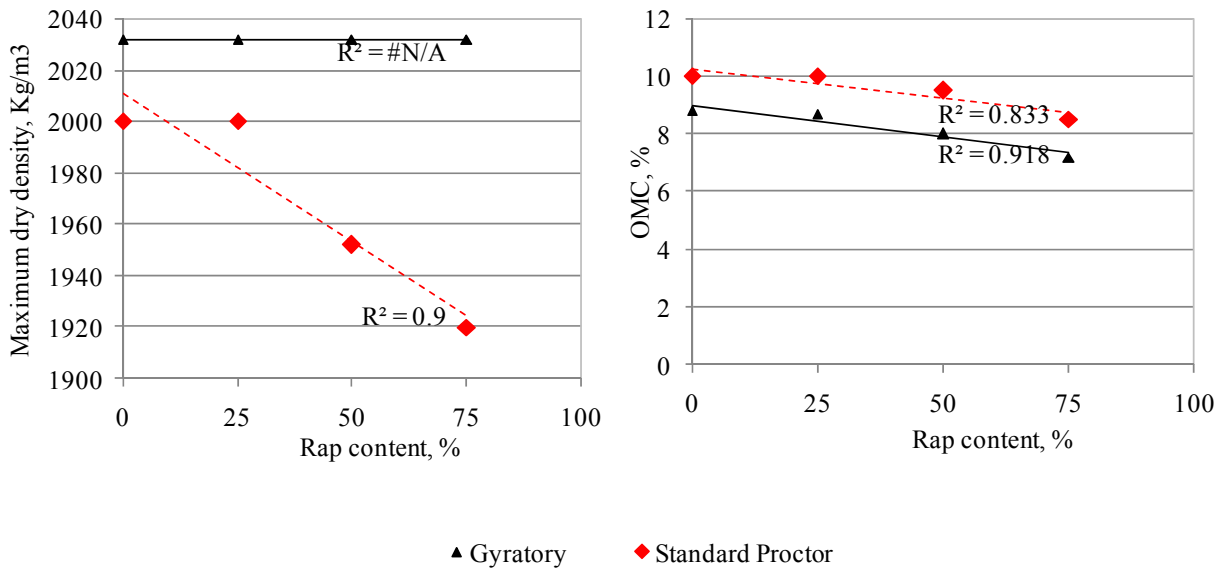 Maximum dry density, Kg/m3
2040
2020
2000
1980
1960
1940
1920
1900
R² = #N/A
R² = 0.9
0 25 50 75 100
Rap content, %
OMC, %
12
10
8
6
4
2
0
R² = 0.833
R² = 0.918
0 25 50 75 100
Rap content, %
Gyratory Standard Proctor